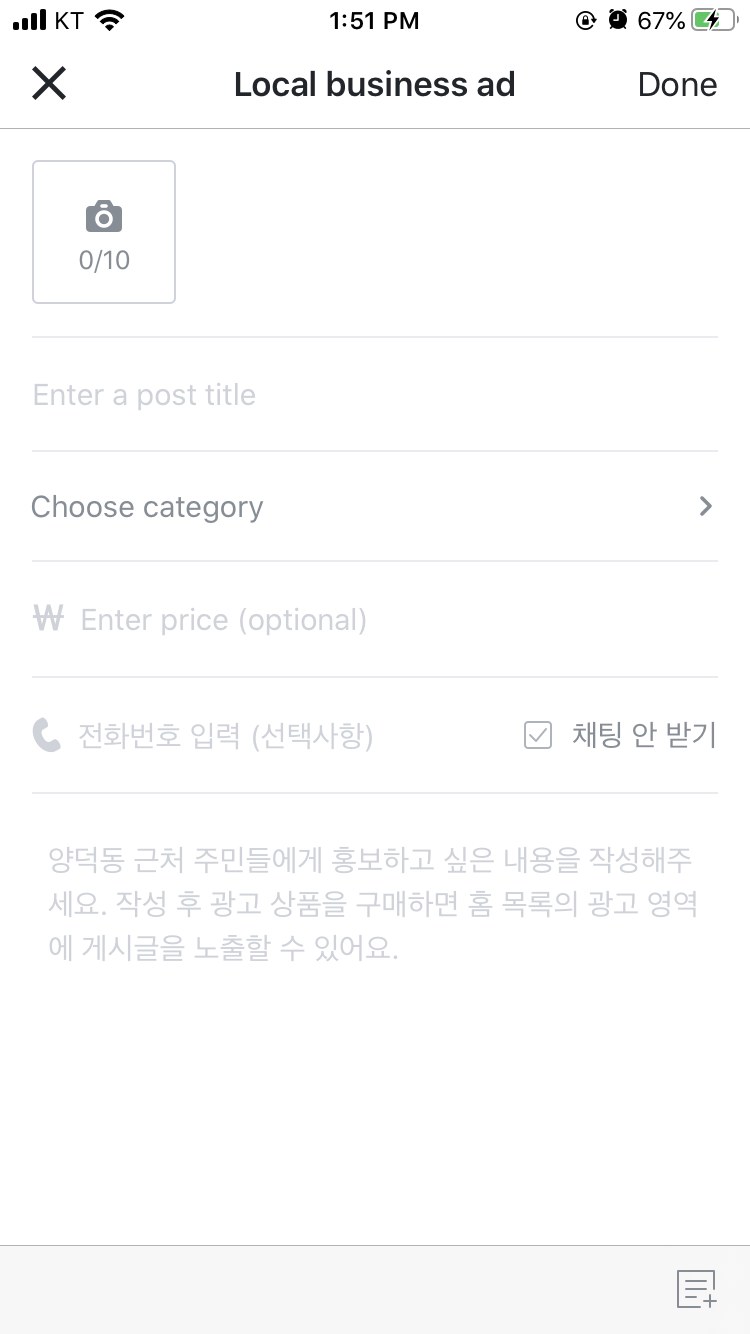 KT 1:51 PM 67%
Local business ad Done
0/10
Enter a post title
Choose category
₩ Enter price (optional)
전화번호 입력 (선택사항) 채팅 안 받기
양덕동 근처 주민들에게 홍보하고 싶은 내용을 작성해주
세요. 작성 후 광고 상품을 구매하면 홈 목록의 광고 영역
에 게시글을 노출할 수 있어요.